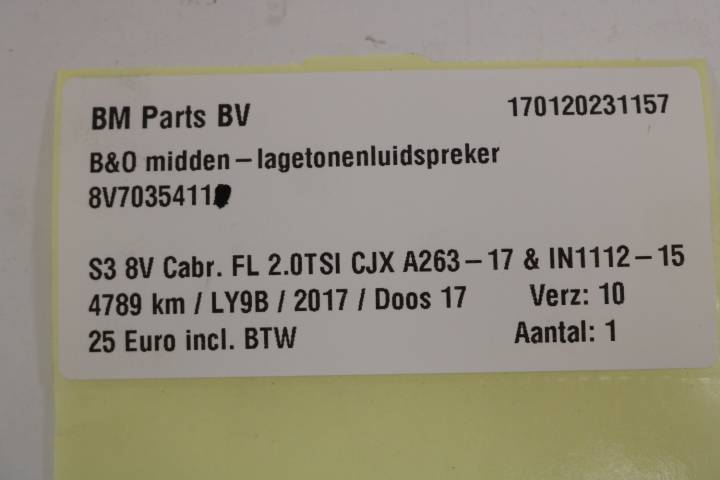 BM Parts BV 170120231157
B&O midden-lagetonenluidspreker
8V7035411
S3 8V Cabr. FL 2.0TSI CJX A263-17 & IN1112-15
4789 km / LY9B / 2017 / Doos 17 Verz: 10
25 Euro incl. BTW Aantal: 1